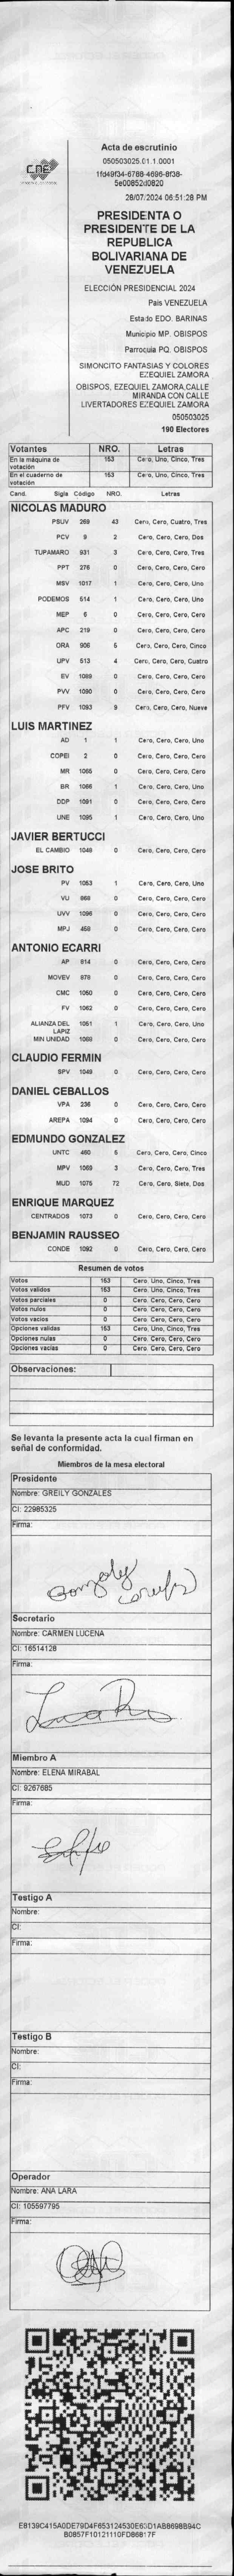 CNE
Acta de escrutinio
050503025.01.1.0001
1fd49f34-6788-4698-8f38-
5e00852d0820
28/07/2024 06:51:28 PM
PRESIDENTA O
PRESIDENTE DE LA
REPUBLICA
BOLIVARIANA DE
VENEZUELA
ELECCIÓN PRESIDENCIAL 2024
Pais VENEZUELA
Estado EDO. BARINAS
Municipio MP. OBISPOS
Parroquia PQ. OBISPOS
SIMONCITO FANTASIAS Y COLORES
EZEQUIEL ZAMORA
OBISPOS, EZEQUIEL ZAMORA,CALLE
MIRANDA CON CALLE
LIVERTADORES EZEQUIEL ZAMORA
050503025
190 Electores
Votantes NRO. Letras
En la máquina de votación 153 Cero, Uno, Cinco, Tres
En el cuaderno de votación 153 Cero, Uno, Cinco, Tres
Cand. Sigla Código NRO. Letras
NICOLAS MADURO
PSUV 269 43 Cero, Cero, Cuatro, Tres
PCV 9 2 Cero, Cero, Cero, Dos
TUPAMARO 931 3 Cero, Cero, Cero, Tres
PPT 276 0 Cero, Cero, Cero, Cero
MSV 1017 1 Cero, Cero, Cero, Uno
PODEMOS 514 1 Cero, Cero, Cero, Uno
MEP 6 0 Cero, Cero, Cero, Cero
APC 219 0 Cero, Cero, Cero, Cero
ORA 906 5 Cero, Cero, Cero, Cinco
UPV 513 4 Cero, Cero, Cero, Cuatro
EV 1089 0 Cero, Cero, Cero, Cero
PVV 1090 0 Cero, Cero, Cero, Cero
PFV 1093 9 Cero, Cero, Cero, Nueve
LUIS MARTINEZ
AD 1 1 Cero, Cero, Cero, Uno
COPEI 2 0 Cero, Cero, Cero, Cero
MR 1065 0 Cero, Cero, Cero, Cero
BR 1066 1 Cero, Cero, Cero, Uno
DDP 1091 0 Cero, Cero, Cero, Cero
UNE 1095 1 Cero, Cero, Cero, Uno
JAVIER BERTUCCI
EL CAMBIO 1048 0 Cero, Cero, Cero, Cero
JOSE BRITO
PV 1053 1 Cero, Cero, Cero, Uno
VU 868 0 Cero, Cero, Cero, Cero
UVV 1096 0 Cero, Cero, Cero, Cero
MPJ 458 0 Cero, Cero, Cero, Cero
ANTONIO ECARRI
AP 814 0 Cero, Cero, Cero, Cero
MOVEV 878 0 Cero, Cero, Cero, Cero
CMC 1050 0 Cero, Cero, Cero, Cero
FV 1062 0 Cero, Cero, Cero, Cero
ALIANZA DEL LAPIZ 1051 1 Cero, Cero, Cero, Uno
MIN UNIDAD 1068 0 Cero, Cero, Cero, Cero
CLAUDIO FERMIN
SPV 1049 0 Cero, Cero, Cero, Cero
DANIEL CEBALLOS
VPA 236 0 Cero, Cero, Cero, Cero
AREPA 1094 0 Cero, Cero, Cero, Cero
EDMUNDO GONZALEZ
UNTC 460 5 Cero, Cero, Cero, Cinco
MPV 1069 3 Cero, Cero, Cero, Tres
MUD 1075 72 Cero, Cero, Siete, Dos
ENRIQUE MARQUEZ
CENTRADOS 1073 0 Cero, Cero, Cero, Cero
BENJAMIN RAUSSEO
CONDE 1092 0 Cero, Cero, Cero, Cero
Resumen de votos
Votos 153 Cero, Uno, Cinco, Tres
Votos validos 153 Cero, Uno, Cinco, Tres
Votos parciales 0 Cero, Cero, Cero, Cero
Votos nulos 0 Cero, Cero, Cero, Cero
Votos vacios 0 Cero, Cero, Cero, Cero
Opciones validas 153 Cero, Uno, Cinco, Tres
Opciones nulas 0 Cero, Cero, Cero, Cero
Opciones vacias 0 Cero, Cero, Cero, Cero
Observaciones:
Se levanta la presente acta la cual firman en
señal de conformidad.
Miembros de la mesa electoral
Presidente
Nombre: GREILY GONZALES
CI: 22985325
Firma:
Secretario
Nombre: CARMEN LUCENA
CI: 16514128
Firma:
Miembro A
Nombre: ELENA MIRABAL
CI: 9267685
Firma:
Testigo A
Nombre:
CI:
Firma:
Testigo B
Nombre:
CI:
Firma:
Operador
Nombre: ANA LARA
CI: 105597795
Firma:
B0857F10121110FD86817F